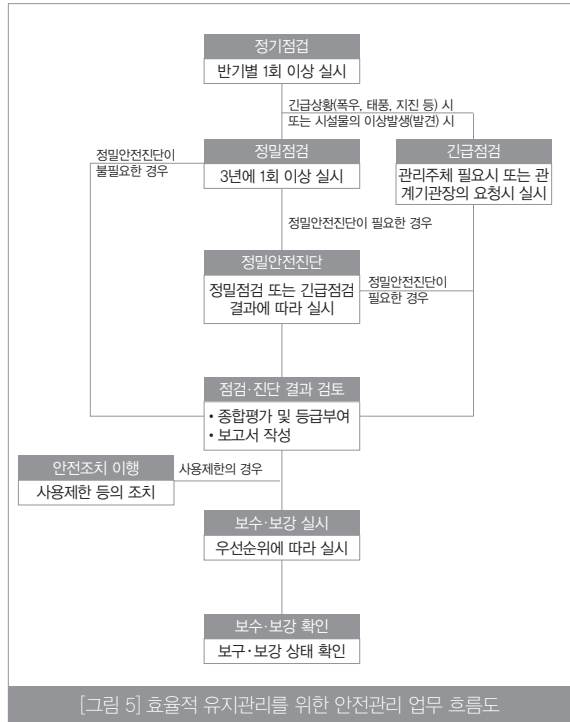 정기점겁
반기별 1회 이상 실시
긴급상황(폭우, 태풍, 지진 등) 시
또는 시설물의 이상발생(발견) 시
정밀안전진단이
불필요한 경우
정밀점검
3년에 1회 이상 실시
긴급점검
관리주체 필요시 또는 관
계기관장의 요청시 실시
정밀안전진단이 필요한 경우
정밀안전진단
정밀점검 또는 긴급점검
결과에 따라 실시
정밀안전진단이
필요한 경우
점검·진단 결과 검토
• 종합평가 및 등급부여
• 보고서 작성
안전조치 이행
사용제한 등의 조치
사용제한의 경우
보수·보강 실시
우선순위에 따라 실시
보수·보강 확인
보구·보강 상태 확인
[그림 5] 효율적 유지관리를 위한 안전관리 업무 흐름도